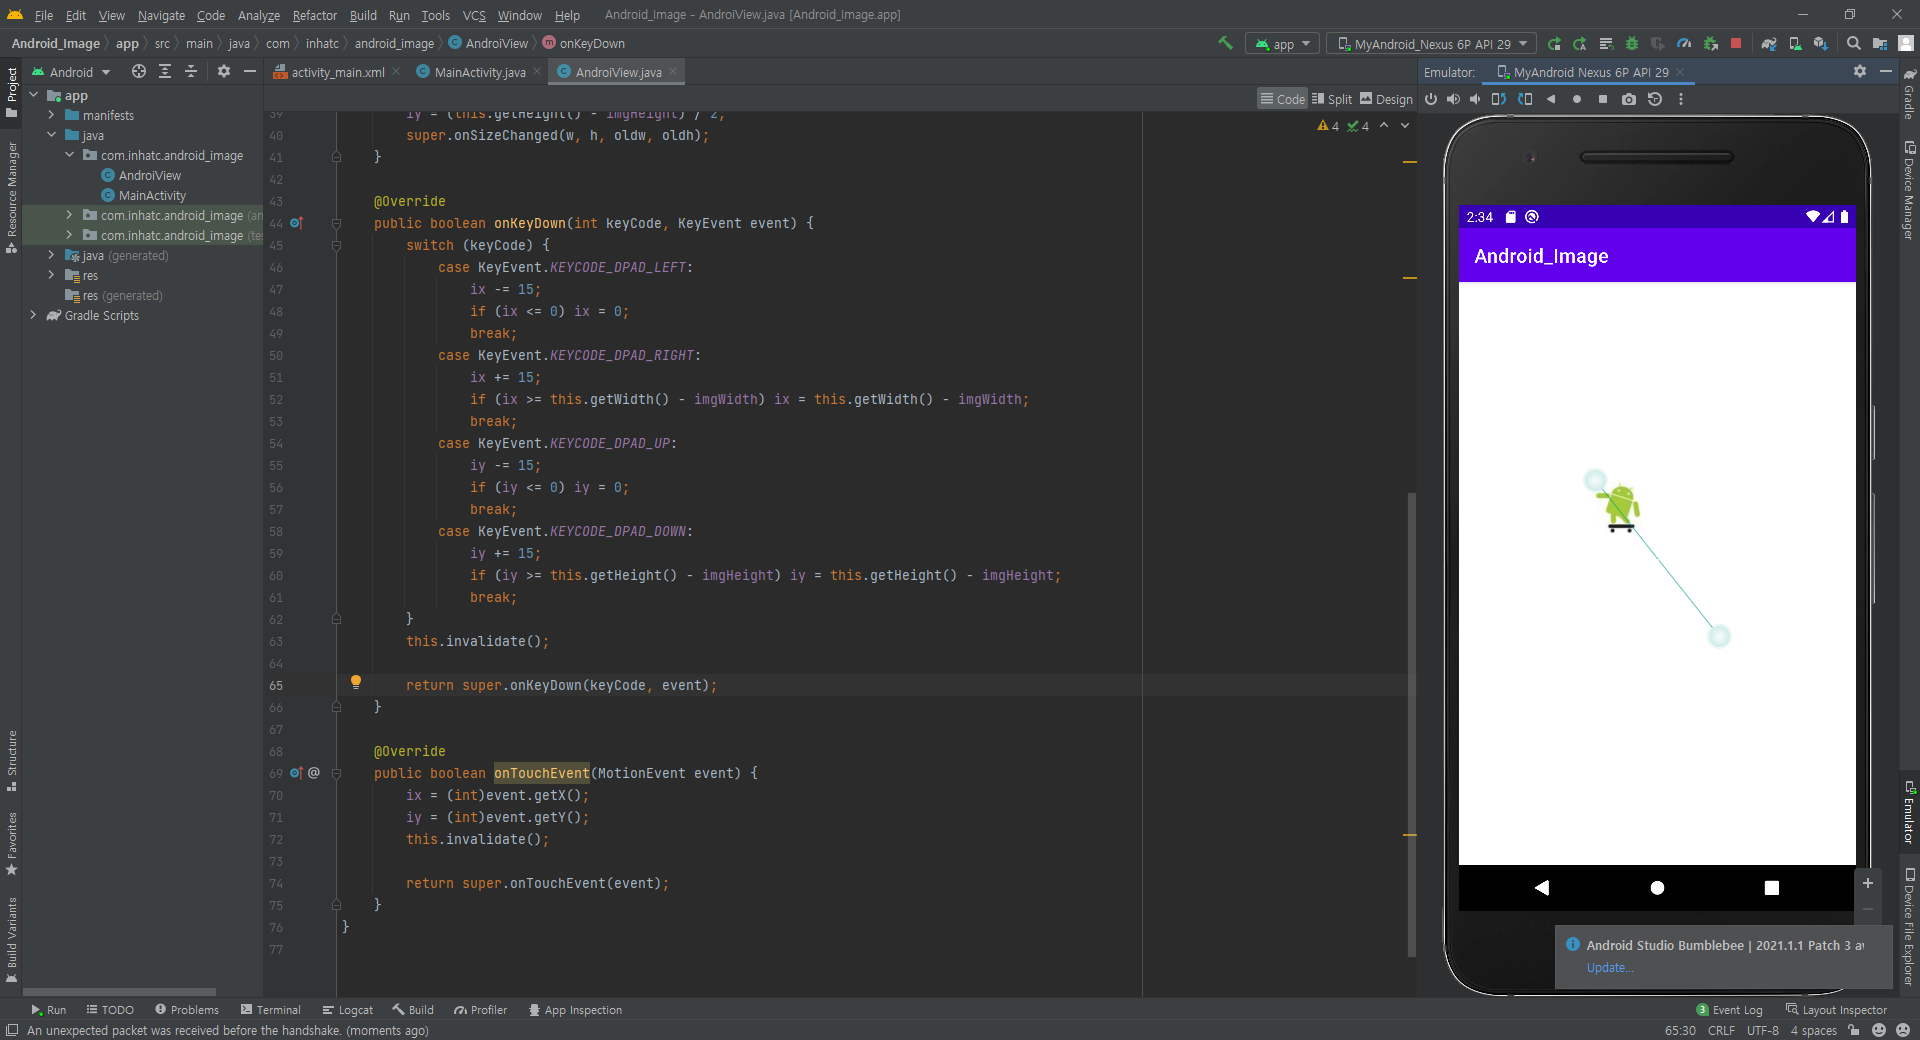 File Edit View Navigate Code Analyze Refactor Build Run Tools VCS Window Help Android_Image - AndroiView.java [Android_Image.app]
Android_Image app src main java com inhatc android_image AndroiView onKeyDown
app MyAndroid_Nexus 6P API 29
Android
activity_main.xml MainActivity.java AndroiView.java
Emulator: MyAndroid Nexus 6P API 29
Code Split Design
4 4
Project
Resource Manager
Structure
Favorites
Build Variants
app
manifests
java
com.inhatc.android_image
AndroiView
MainActivity
com.inhatc.android_image (an
com.inhatc.android_image (te
java (generated)
res
res (generated)
Gradle Scripts
39 iy = (this.getHeight() - imgHeight) / 2;
40 super.onSizeChanged(w, h, oldw, oldh);
41 }
42
43 @Override
44 public boolean onKeyDown(int keyCode, KeyEvent event) {
45 switch (keyCode) {
46 case KeyEvent.KEYCODE_DPAD_LEFT:
47 ix -= 15;
48 if (ix <= 0) ix = 0;
49 break;
50 case KeyEvent.KEYCODE_DPAD_RIGHT:
51 ix += 15;
52 if (ix >= this.getWidth() - imgWidth) ix = this.getWidth() - imgWidth;
53 break;
54 case KeyEvent.KEYCODE_DPAD_UP:
55 iy -= 15;
56 if (iy <= 0) iy = 0;
57 break;
58 case KeyEvent.KEYCODE_DPAD_DOWN:
59 iy += 15;
60 if (iy >= this.getHeight() - imgHeight) iy = this.getHeight() - imgHeight;
61 break;
62 }
63 this.invalidate();
64
65 return super.onKeyDown(keyCode, event);
66 }
67
68 @Override
69 @ public boolean onTouchEvent(MotionEvent event) {
70 ix = (int)event.getX();
71 iy = (int)event.getY();
72 this.invalidate();
73
74 return super.onTouchEvent(event);
75 }
76 }
77
2:34
Android_Image
Android Studio Bumblebee | 2021.1.1 Patch 3 av
Update...
Gradle
Device Manager
Emulator
Device File Explorer
Run TODO Problems Terminal Logcat Build Profiler App Inspection
3 Event Log Layout Inspector
An unexpected packet was received before the handshake. (moments ago)
65:30 CRLF UTF-8 4 spaces